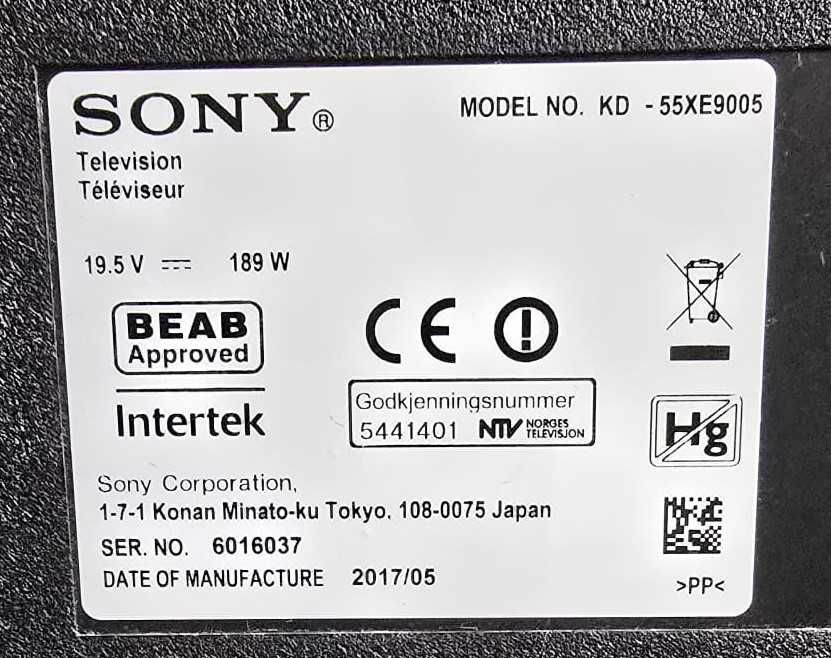 SONY®
MODEL NO. KD - 55XE9005
Television
Téléviseur
19.5 V 189 W
BEAB
Approved
Intertek
CE
Godkjenningsnummer
5441401 NTV NORGES TELEVISJON
Hg
Sony Corporation,
1-7-1 Konan Minato-ku Tokyo, 108-0075 Japan
SER. NO. 6016037
DATE OF MANUFACTURE 2017/05
>PP<